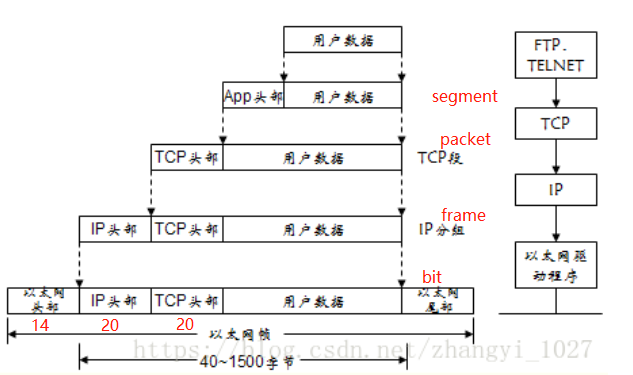 用户数据
App头部 用户数据
segment
packet
TCP头部 用户数据 TCP段
frame
IP头部 TCP头部 用户数据 IP分组
bit
以太网
头部
IP头部 TCP头部 用户数据
以太网
尾部
14 20 20
以太网帧
40~1500字节
FTP.
TELNET
TCP
IP
以太网驱
动程序
https://blog.csdn.net/zhangyi_1027